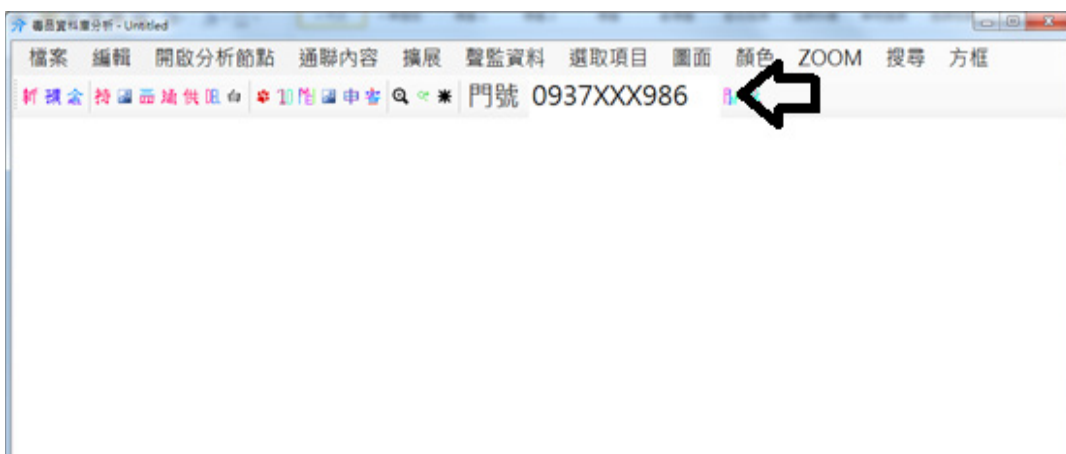 毒品資料庫分析 - Untitled
檔案 編輯 開啟分析節點 通聯內容 擴展 聲監資料 選取項目 圖面 顏色 ZOOM 搜尋 方框
門號 0937XXX986